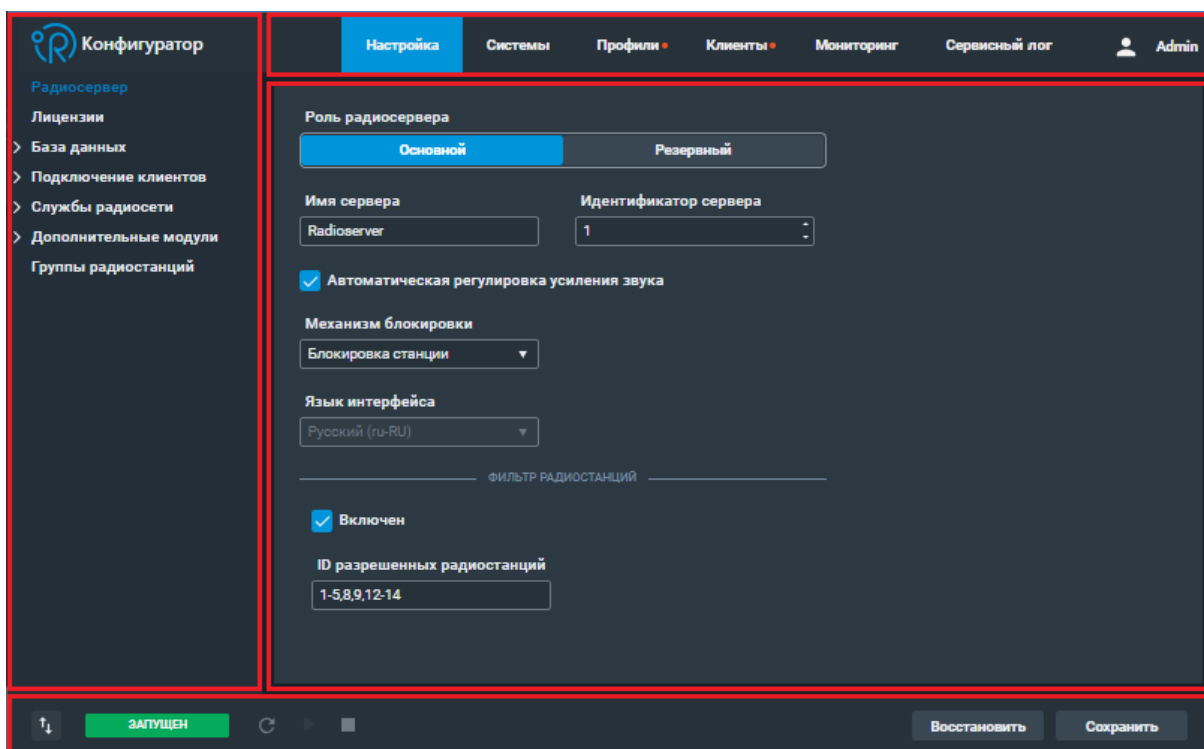 Конфигуратор
Настройка Системы Профили Клиенты Мониторинг Сервисный лог Admin
Радиосервер
Лицензии
База данных
Подключение клиентов
Службы радиосети
Дополнительные модули
Группы радиостанций
Роль радиосервера
Основной Резервный
Имя сервера Идентификатор сервера
Radioserver 1
Автоматическая регулировка усиления звука
Механизм блокировки
Блокировка станции
Язык интерфейса
Русский (ru-RU)
ФИЛЬТР РАДИОСТАНЦИЙ
Включен
ID разрешенных радиостанций
1-5,8,9,12-14
ЗАПУЩЕН Восстановить Сохранить